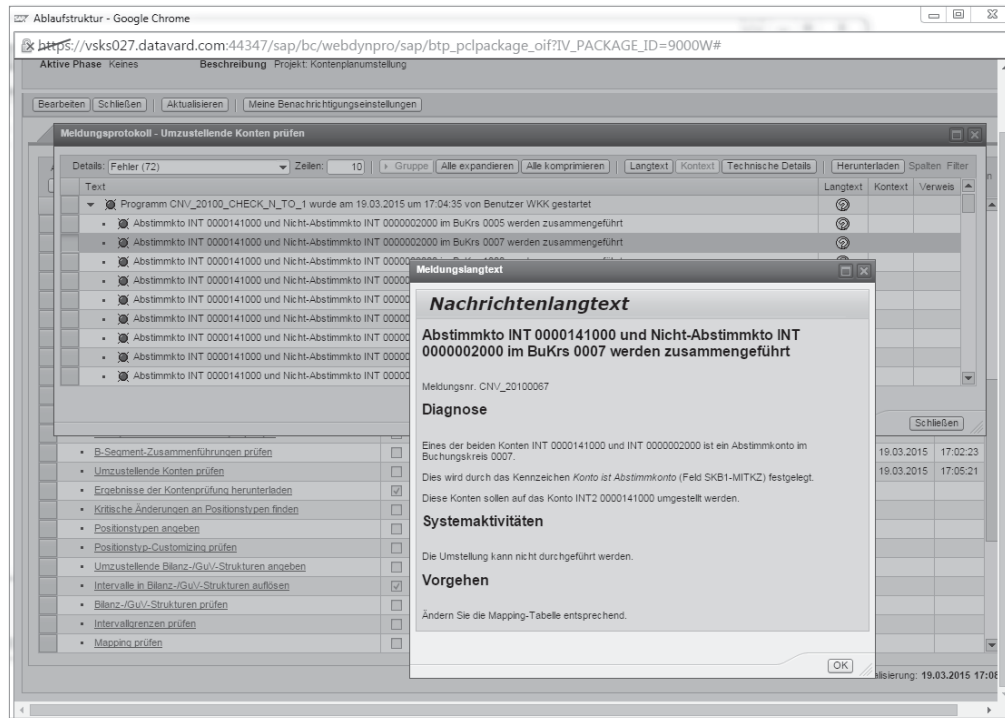 Ablaufstruktur - Google Chrome
https://vsks027.datavard.com:44347/sap/bc/webdynpro/sap/btp_pclpackage_oif?IV_PACKAGE_ID=9000W#
Aktive Phase Keines Beschreibung Projekt: Kontenplanumstellung
Bearbeiten Schließen Aktualisieren Meine Benachrichtigungseinstellungen
Meldungsprotokoll - Umzustellende Konten prüfen
Details: Fehler (72) Zeilen: 10 Gruppe Alle expandieren Alle komprimieren Langtext Kontext Technische Details Herunterladen Spalten Filter
Text Langtext Kontext Verweis
Programm CNV_20100_CHECK_N_TO_1 wurde am 19.03.2015 um 17:04:35 von Benutzer WKK gestartet
Abstimmkto INT 0000141000 und Nicht-Abstimmkto INT 0000002000 im BuKrs 0005 werden zusammengeführt
Abstimmkto INT 0000141000 und Nicht-Abstimmkto INT 0000002000 im BuKrs 0007 werden zusammengeführt
Abstimmkto INT 0000141000 und Nicht-Abstimmkto INT
Abstimmkto INT 0000141000 und Nicht-Abstimmkto INT 00000
Abstimmkto INT 0000141000 und Nicht-Abstimmkto INT 00000
Abstimmkto INT 0000141000 und Nicht-Abstimmkto INT 00000
Abstimmkto INT 0000141000 und Nicht-Abstimmkto INT 00000
Abstimmkto INT 0000141000 und Nicht-Abstimmkto INT 00000
Abstimmkto INT 0000141000 und Nicht-Abstimmkto INT 00000
Schließen
Meldungslangtext
Nachrichtenlangtext
Abstimmkto INT 0000141000 und Nicht-Abstimmkto INT
0000002000 im BuKrs 0007 werden zusammengeführt
Meldungsnr. CNV_20100067
Diagnose
Eines der beiden Konten INT 0000141000 und INT 0000002000 ist ein Abstimmkonto im
Buchungskreis 0007.
Dies wird durch das Kennzeichen Konto ist Abstimmkonto (Feld SKB1-MITKZ) festgelegt.
Diese Konten sollen auf das Konto INT2 0000141000 umgestellt werden.
Systemaktivitäten
Die Umstellung kann nicht durchgeführt werden.
Vorgehen
Ändern Sie die Mapping-Tabelle entsprechend.
OK
B-Segment-Zusammenführungen prüfen 19.03.2015 17:02:23
Umzustellende Konten prüfen 19.03.2015 17:05:21
Ergebnisse der Kontenprüfung herunterladen
Kritische Änderungen an Positionstypen finden
Positionstypen angeben
Positionstyp-Customizing prüfen
Umzustellende Bilanz-/GuV-Strukturen angeben
Intervalle in Bilanz-/GuV-Strukturen auflösen
Bilanz-/GuV-Strukturen prüfen
Intervallgrenzen prüfen
Mapping prüfen
alisierung: 19.03.2015 17:08